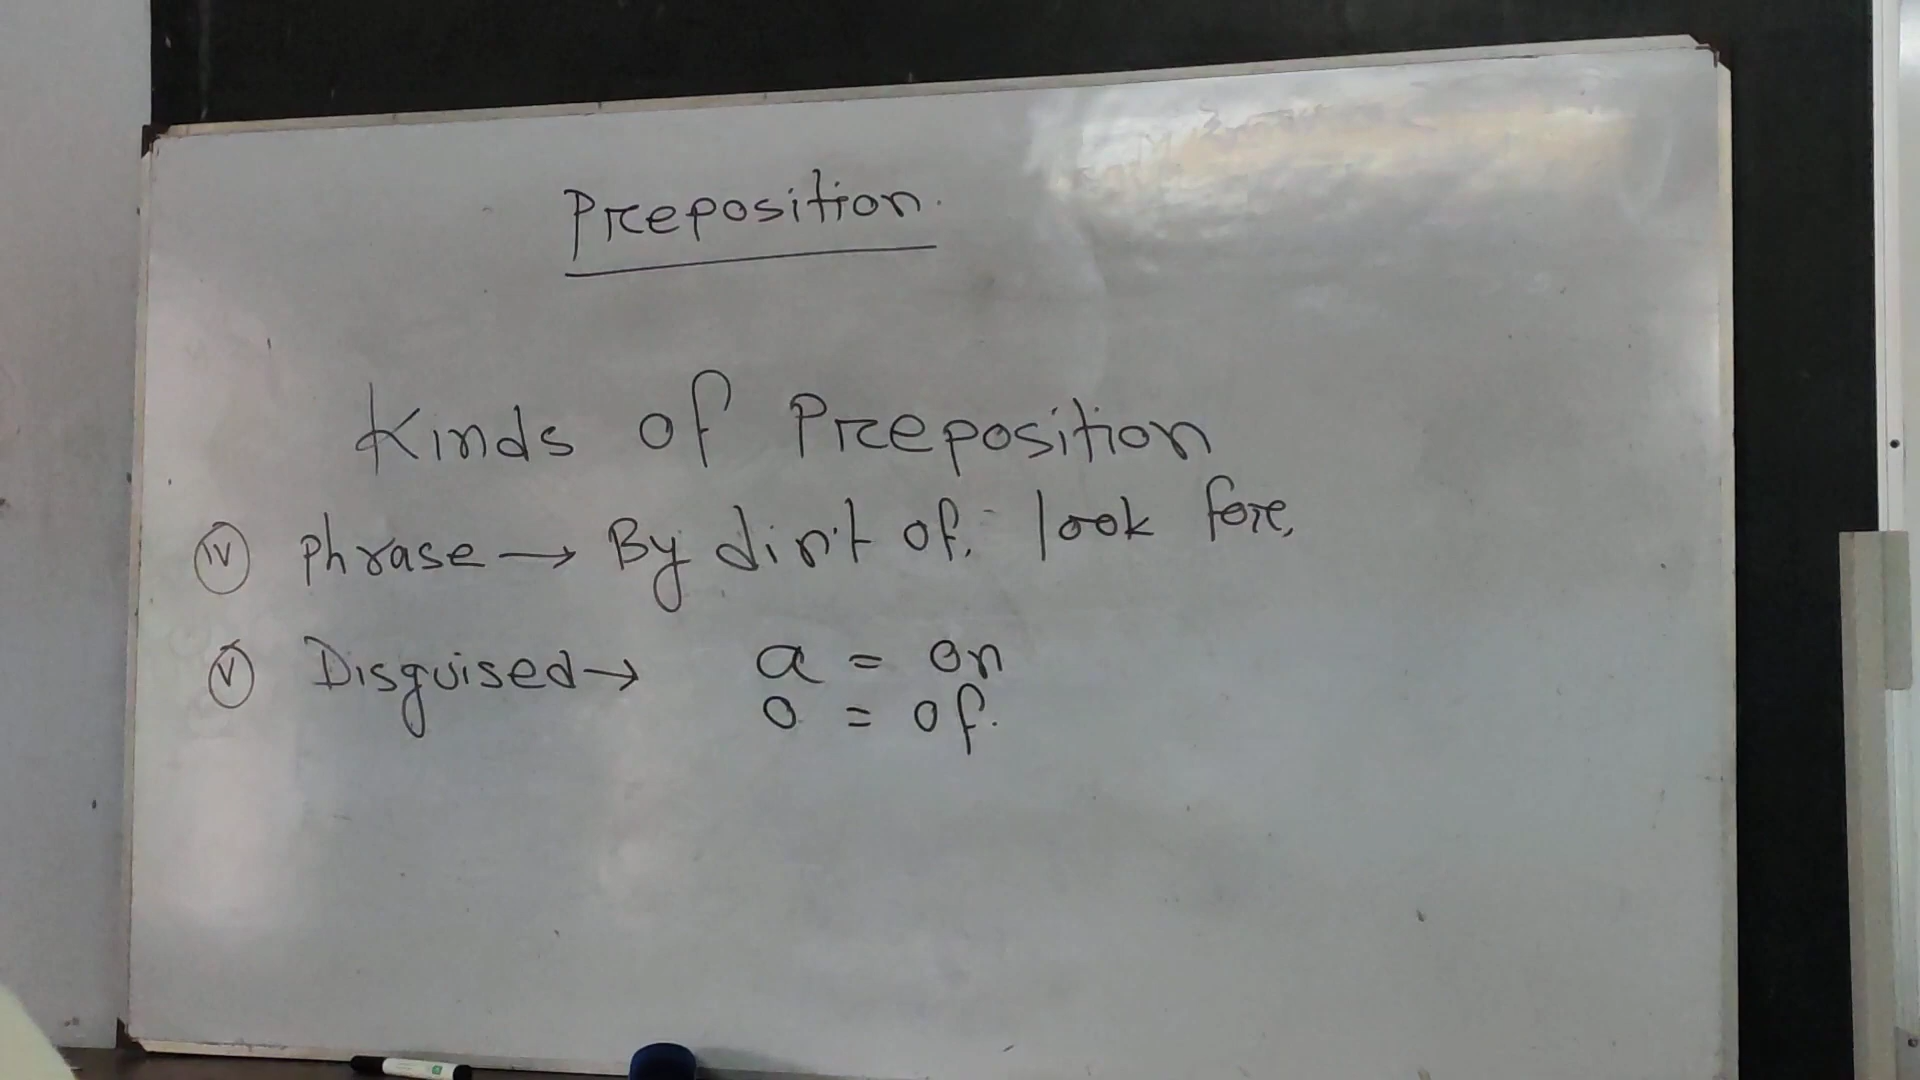 Preposition.
Kinds of Preposition
(iv) Phrase → By dint of, look for,
(v) Disguised → a = on
o = of.